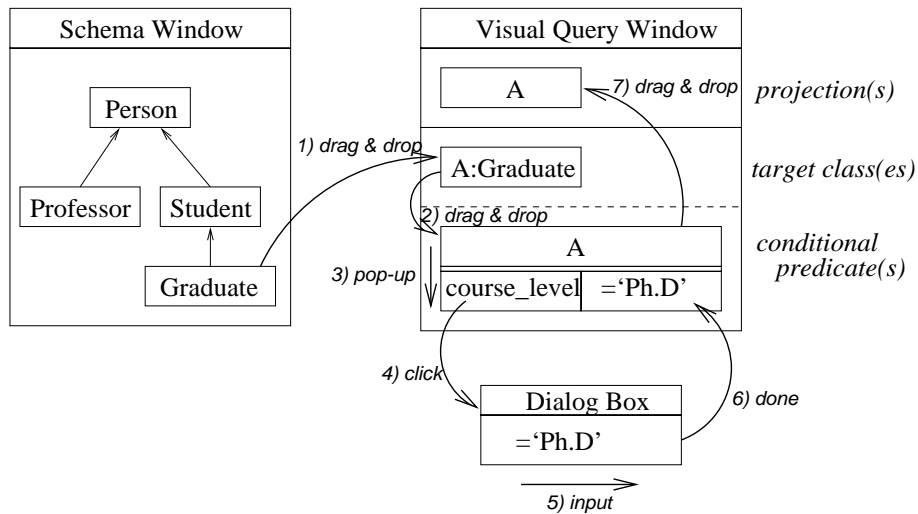 Schema Window
Person
Professor
Student
Graduate
Visual Query Window
A
7) drag & drop
projection(s)
1) drag & drop
A:Graduate
target class(es)
2) drag & drop
A
conditional
predicate(s)
3) pop-up
course_level
=‘Ph.D’
4) click
Dialog Box
=‘Ph.D’
6) done
5) input